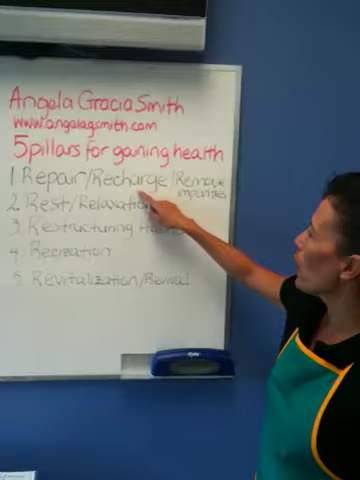 Angela Gracia Smith
www.angelagsmith.com
5 pillars for gaining health
1. Repair/Recharge/Remove impurities
2. Rest/Relaxation
3. Restructuring
4. Recreation
5. Revitalization/Revival